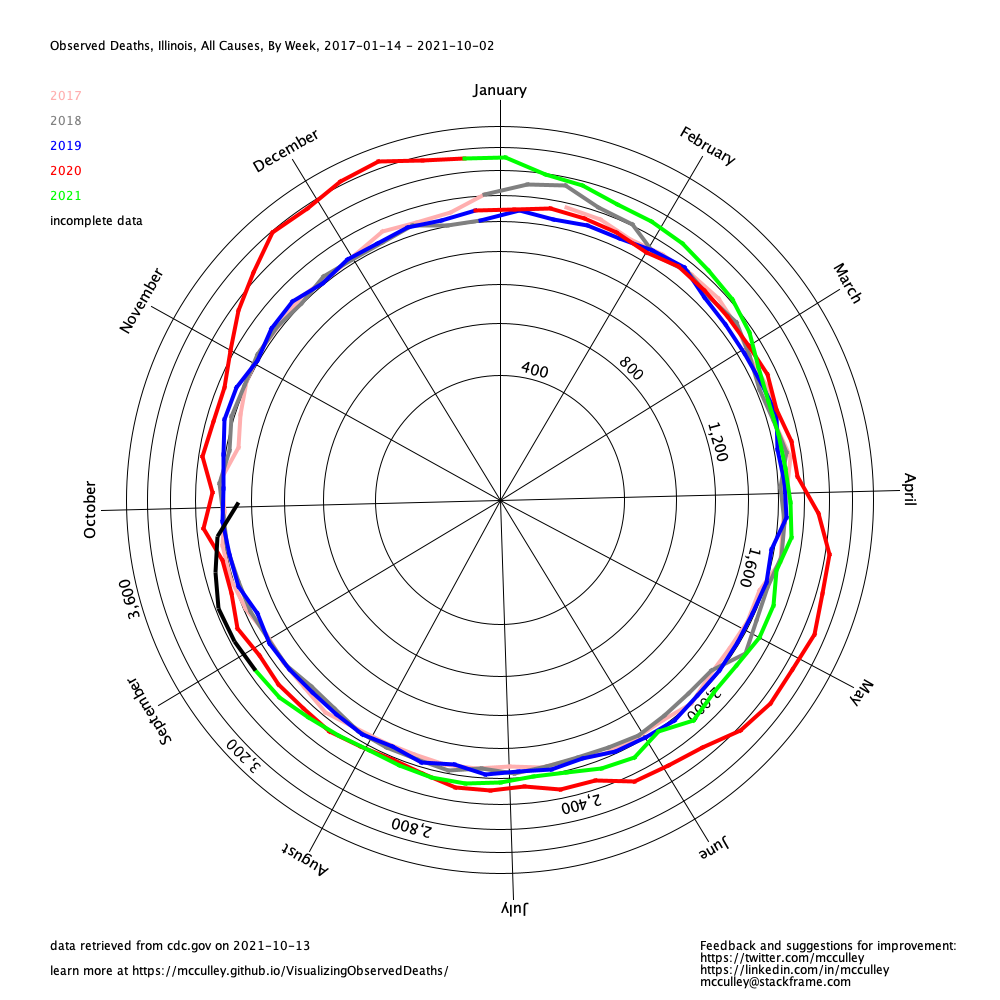 Observed Deaths, Illinois, All Causes, By Week, 2017-01-14 - 2021-10-02
2017
2018
2019
2020
2021
incomplete data
January
February
March
April
May
June
July
August
September
October
November
December
400
800
1,200
1,600
2,000
2,400
2,800
3,200
3,600
data retrieved from cdc.gov on 2021-10-13
learn more at https://mcculley.github.io/VisualizingObservedDeaths/
Feedback and suggestions for improvement:
https://twitter.com/mcculley
https://linkedin.com/in/mcculley
mcculley@stackframe.com